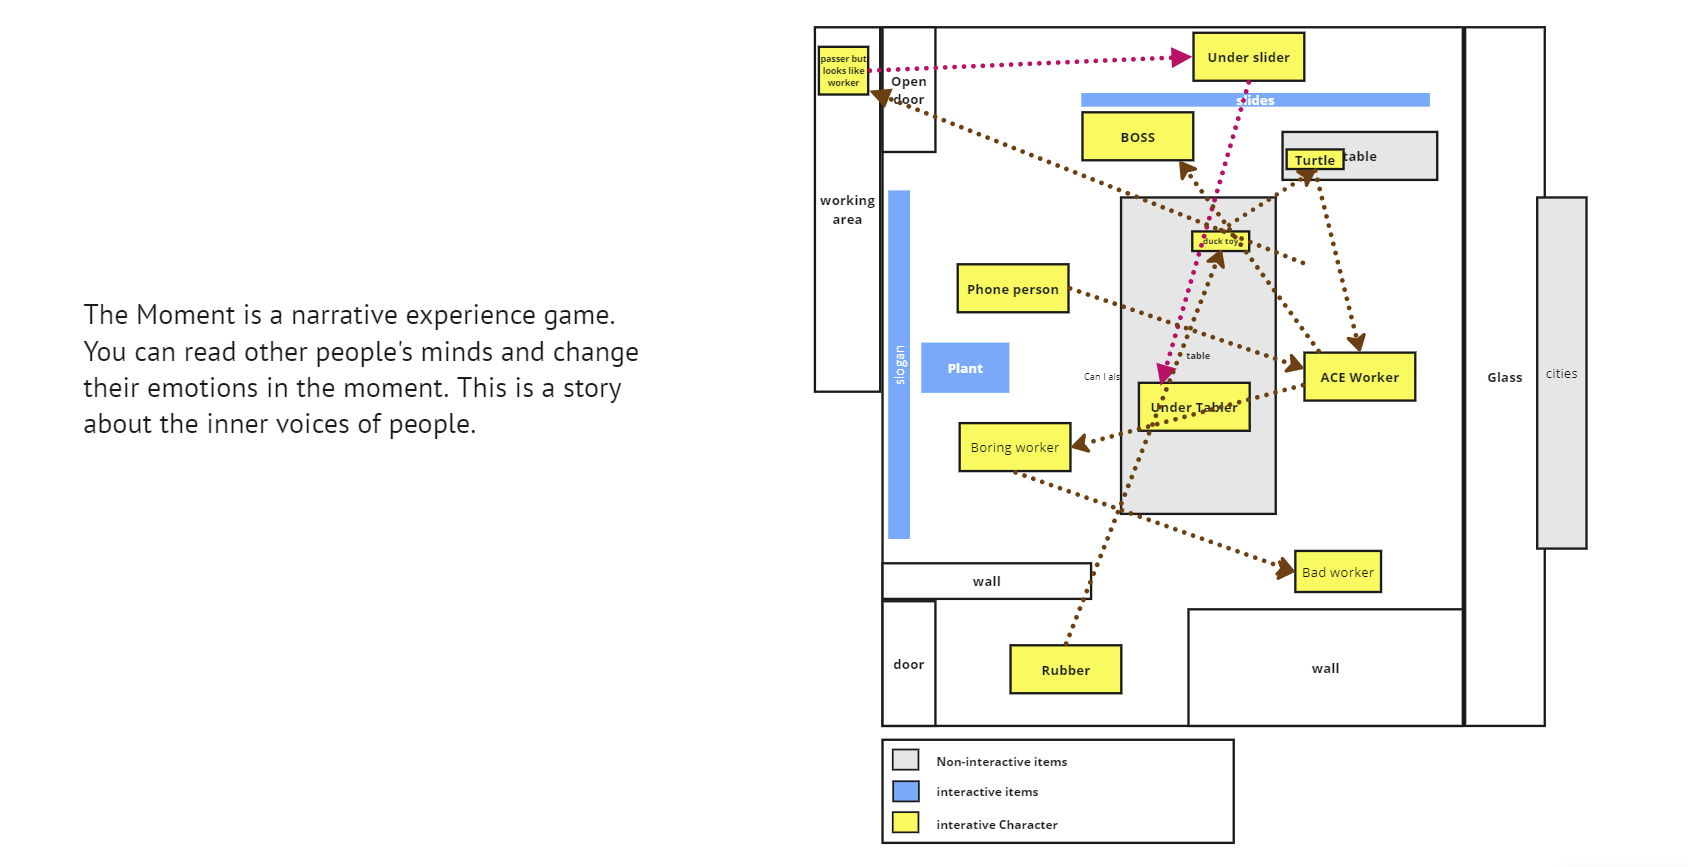 The Moment is a narrative experience game.
You can read other people's minds and change
their emotions in the moment. This is a story
about the inner voices of people.
passer but
looks like
worker
Open
door
Under slider
slides
BOSS
Turtle
table
working
area
duck toy
Phone person
slogan
Plant
table
Can I als
ACE Worker
Glass
cities
Under Tabler
Boring worker
Bad worker
wall
door
Rubber
wall
Non-interactive items
interactive items
interative Character